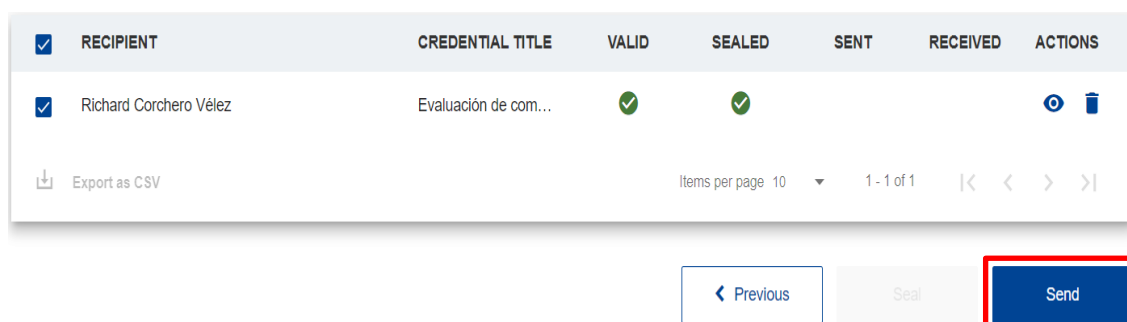 RECIPIENT CREDENTIAL TITLE VALID SEALED SENT RECEIVED ACTIONS
Richard Corchero Vélez Evaluación de com...
Export as CSV Items per page 10 1 - 1 of 1
Previous Seal Send